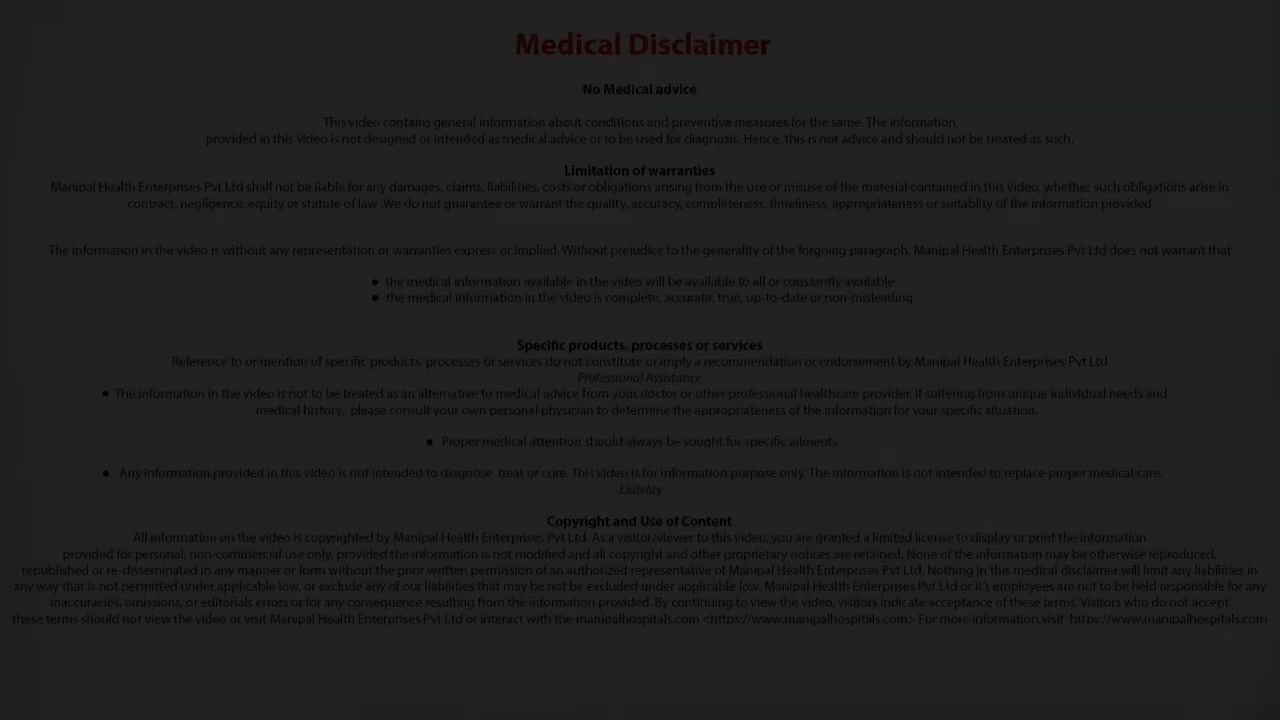 Medical Disclaimer
No Medical advice
This video contains general information about conditions and preventive measures for the same. The information
provided in this video is not designed or intended as medical advice or to be used for diagnosis. Hence, this is not advice and should not be treated as such.
Limitation of warranties
Manipal Health Enterprises Pvt Ltd shall not be liable for any damages, claims, liabilities, costs or obligations arising from the use or misuse of the material contained in this video, whether such obligations arise in
contract, negligence, equity or statute of law .We do not guarantee or warrant the quality, accuracy, completeness, timeliness, appropriateness or suitablity of the information provided
The information in the video is without any representation or warranties express or implied. Without prejudice to the generality of the forgoing paragraph, Manipal Health Enterprises Pvt Ltd does not warrant that
● the medical information available in the video will be available to all or constantly available
● the medical information in the video is complete, accurate, true, up-to-date or non-misleading
Specific products, processes or services
Reference to or mention of specific products, processes or services do not constitute or imply a recommendation or endorsement by Manipal Health Enterprises Pvt Ltd
Professional Assistance
● The information in the video is not to be treated as an alternative to medical advice from your doctor or other professional healthcare provider. If suffering from unique individual needs and
medical history, please consult your own personal physician to determine the appropriateness of the information for your specific situation.
● Proper medical attention should always be sought for specific ailments
● Any information provided in this video is not intended to diagnose treat or cure. This video is for information purpose only. The information is not intended to replace proper medical care.
Liability
Copyright and Use of Content
All information on the video is copyrighted by Manipal Health Enterprises Pvt Ltd. As a visitor/viewer to this video, you are granted a limited license to display or print the information
provided for personal, non-commercial use only, provided the information is not modified and all copyright and other proprietary notices are retained. None of the information may be otherwise reproduced,
republished or re-disseminated in any manner or form without the prior written permission of an authorized representative of Manipal Health Enterprises Pvt Ltd. Nothing in this medical disclaimer will limit any liabilities in
any way that is not permitted under applicable low, or exclude any of our liabilities that may be not be excluded under applicable low. Manipal Health Enterprises Pvt Ltd or it's employees are not to be held responsible for any
inaccuracies, omissions, or editorials errors or for any consequence resulting from the information provided. By continuing to view the video, visitors indicate acceptance of these terms. Visitors who do not accept
these terms should not view the video or visit Manipal Health Enterprises Pvt Ltd or interact with the manipalhospitals.com <https://www.manipalhospitals.com> For more information,visit https://www.manipalhospitals.com